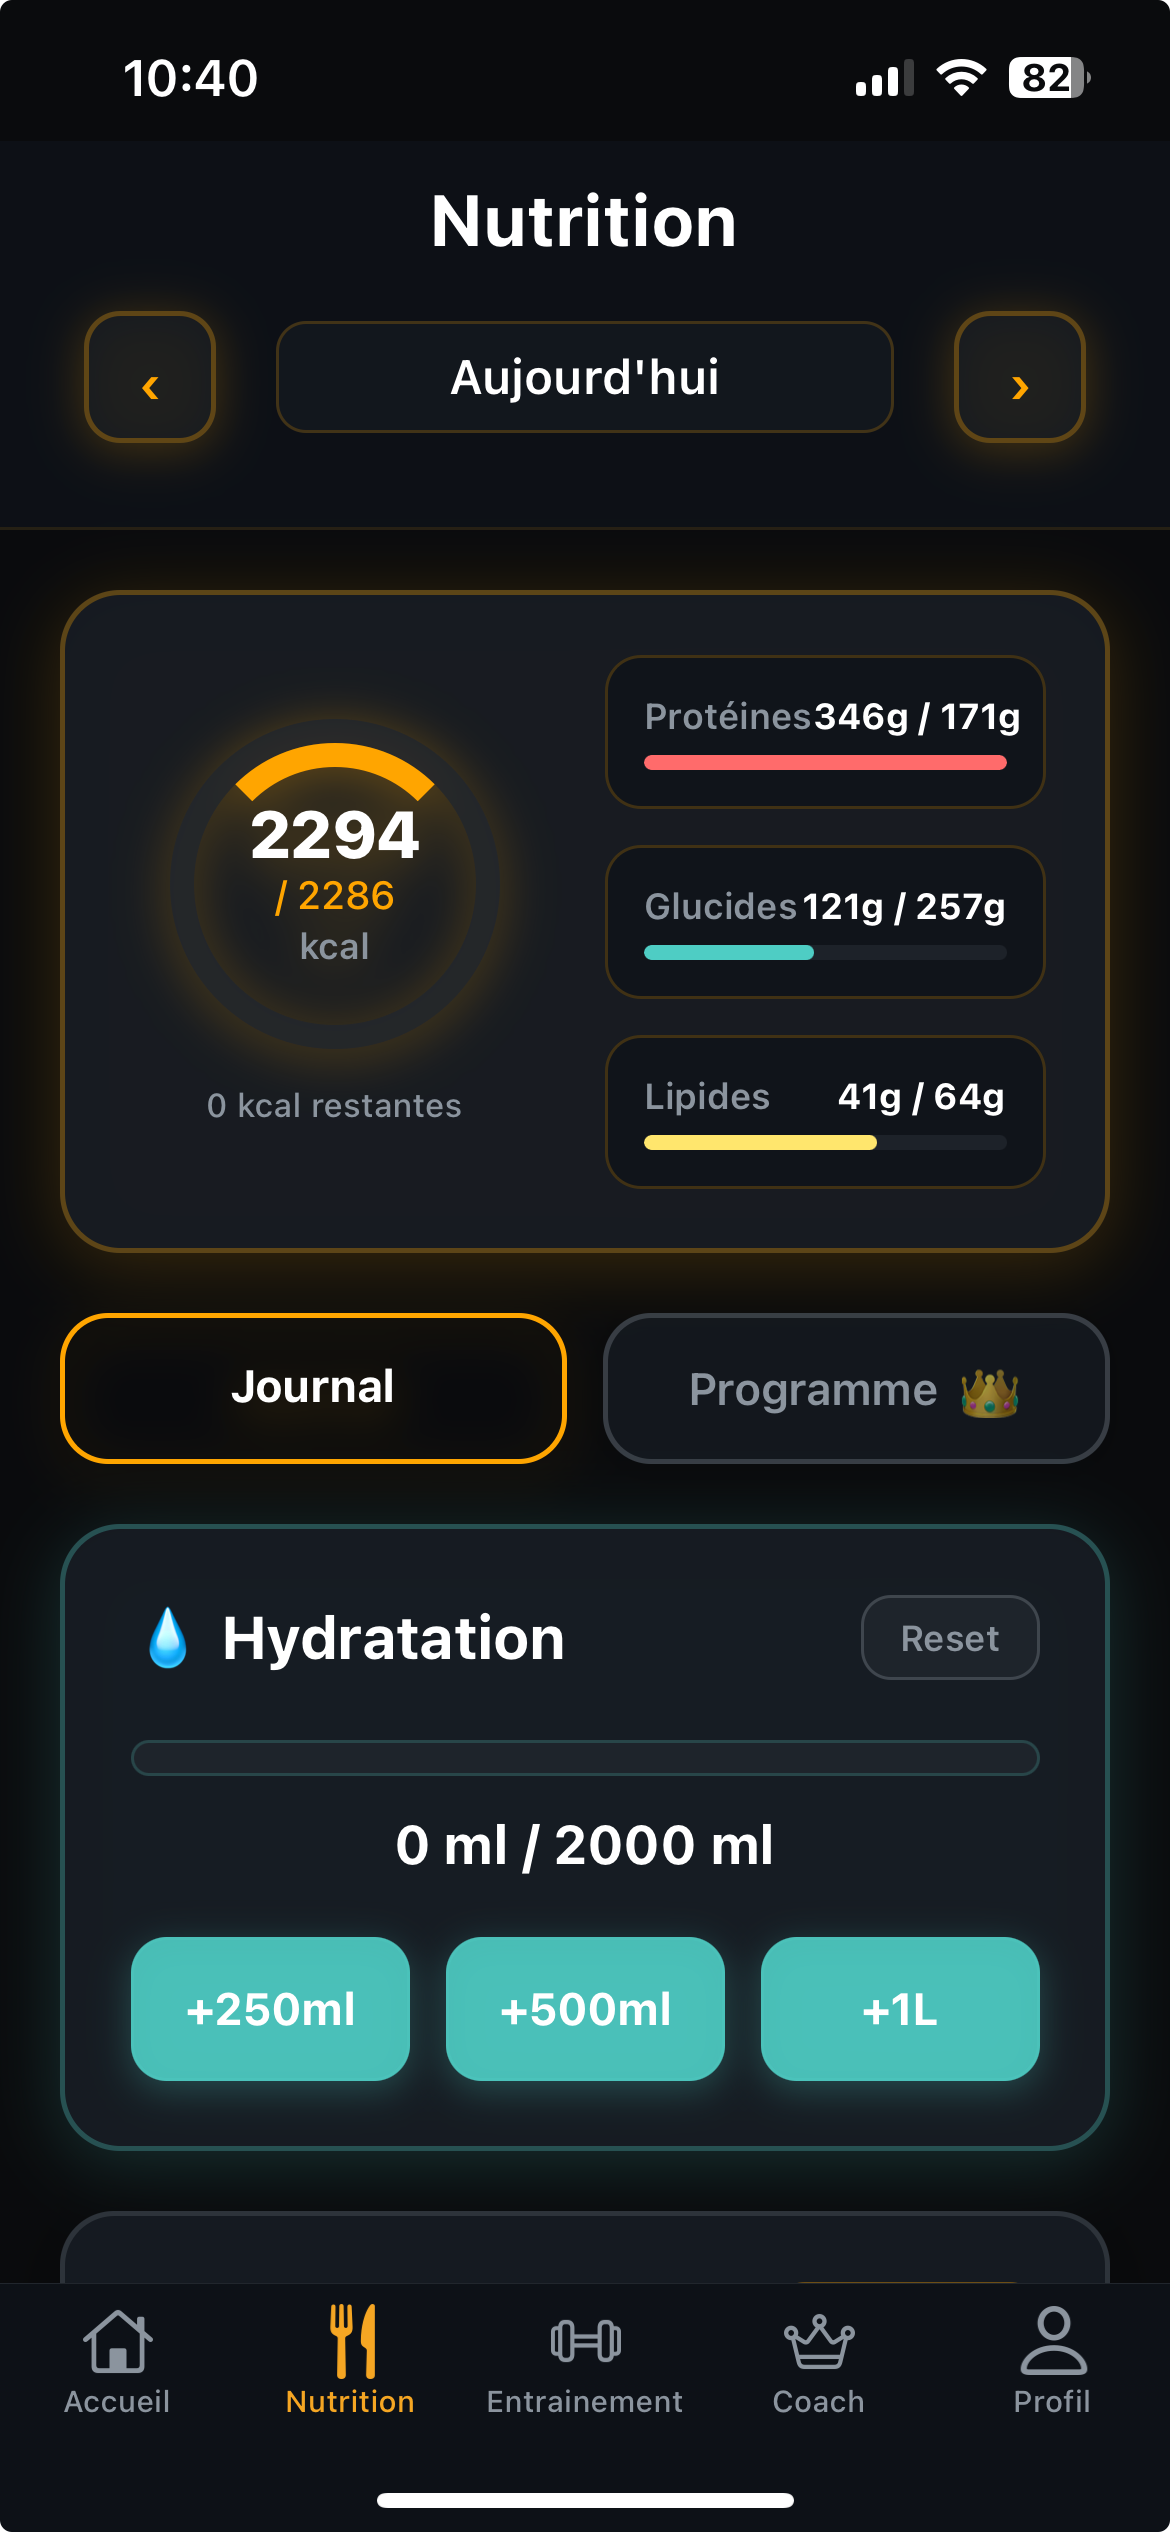 10:40
82
Nutrition
‹
Aujourd'hui
›
2294
/ 2286
kcal
0 kcal restantes
Protéines 346g / 171g
Glucides 121g / 257g
Lipides 41g / 64g
Journal
Programme
Hydratation
Reset
0 ml / 2000 ml
+250ml
+500ml
+1L
Accueil
Nutrition
Entrainement
Coach
Profil